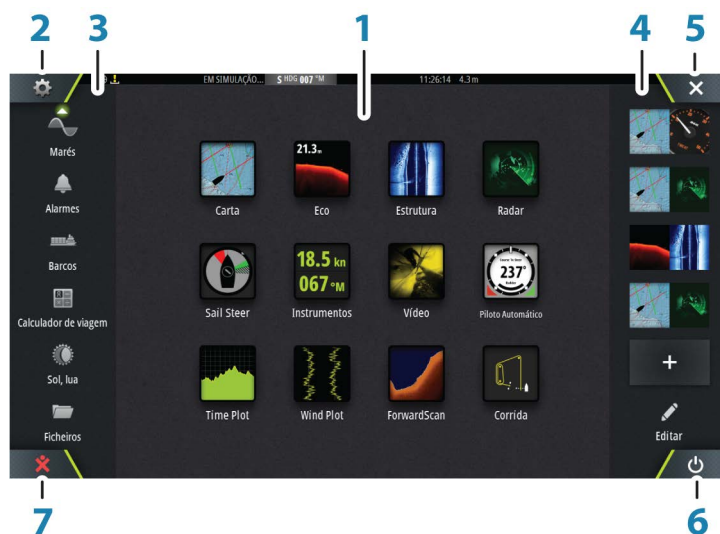 2 3 1 4 5
EM SIMULAÇÃO... S HDG 007 °M 11:26:14 4.3 m
Marés
Alarmes
Barcos
Calculador de viagem
Sol, lua
Ficheiros
21.3
Carta Eco Estrutura Radar
18.5 kn
067 °M
237°
Sail Steer Instrumentos Vídeo Piloto Automático
Time Plot Wind Plot ForwardScan Corrida
+
Editar
7 6